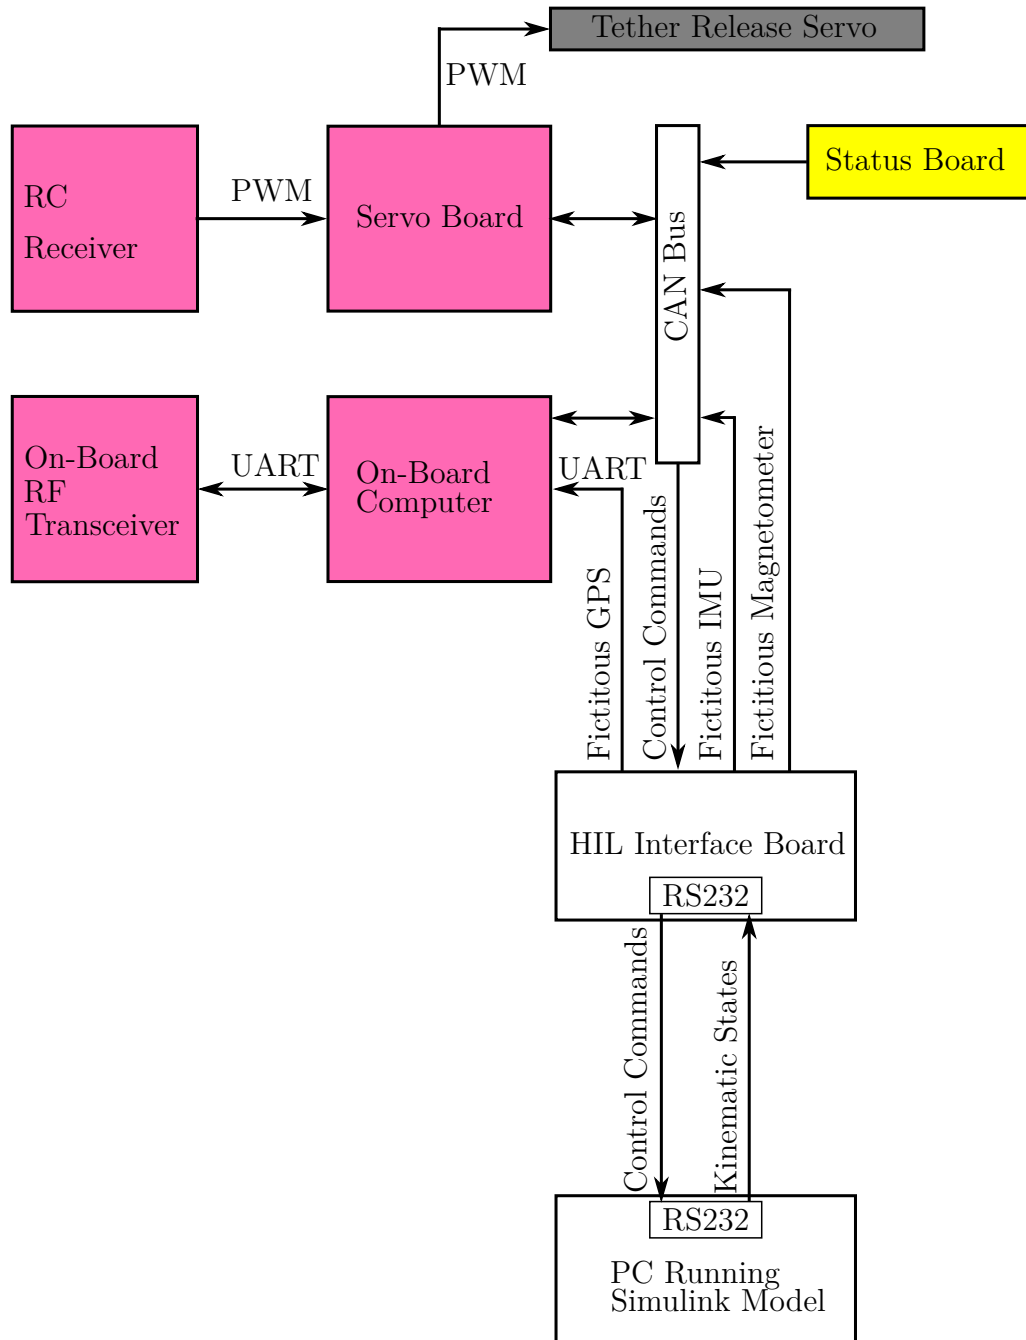 Tether Release Servo
PWM
Status Board
RC
Receiver
PWM
Servo Board
CAN Bus
On-Board
RF
Transceiver
UART
On-Board
Computer
UART
Fictitous GPS
Control Commands
Fictitous IMU
Fictitious Magnetometer
HIL Interface Board
RS232
Control Commands
Kinematic States
RS232
PC Running
Simulink Model